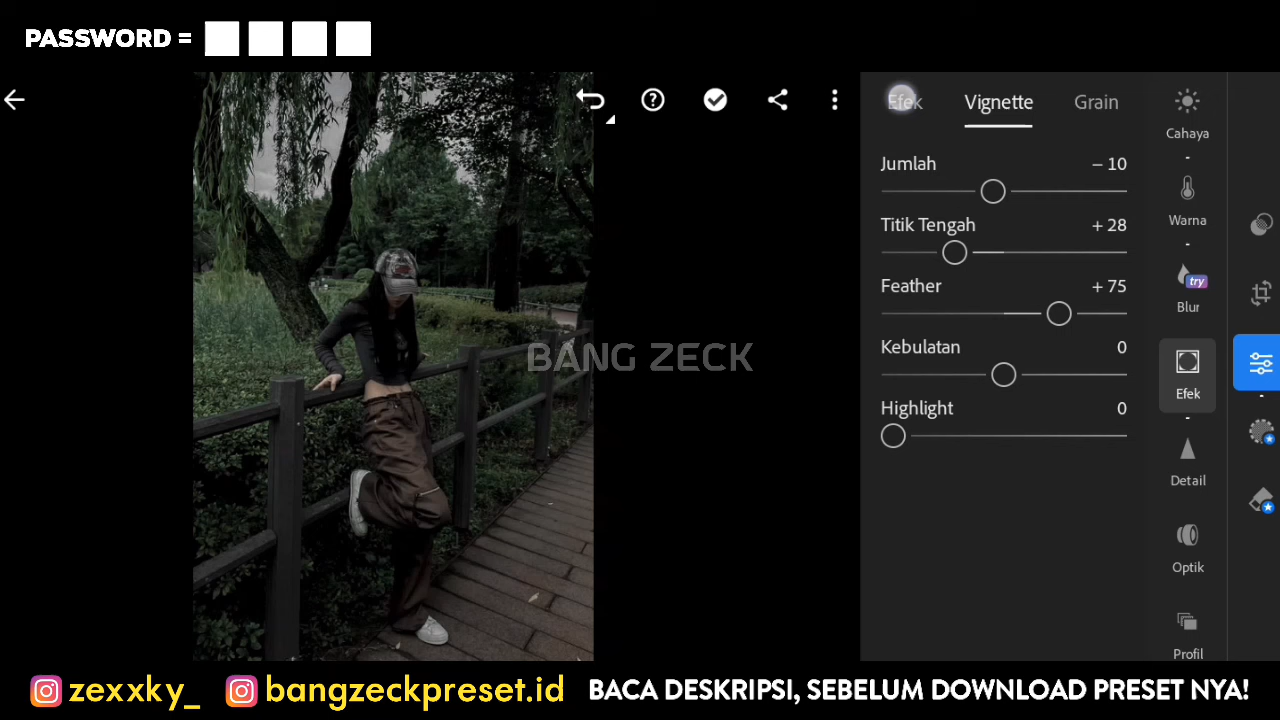 PASSWORD =
Efek Vignette Grain
Jumlah – 10
Titik Tengah + 28
Feather + 75
Kebulatan 0
Highlight 0
Cahaya
Warna
try
Blur
Efek
Detail
Optik
Profil
BANG ZECK
zexxky_ bangzeckpreset.id BACA DESKRIPSI, SEBELUM DOWNLOAD PRESET NYA!